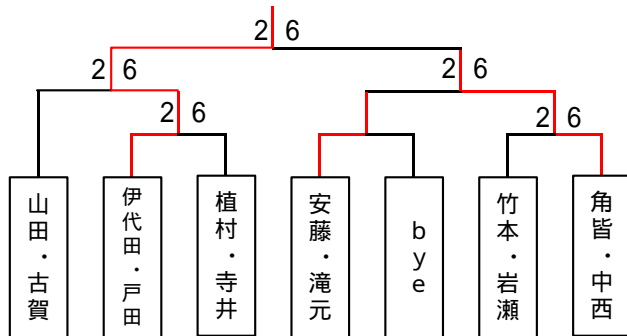 2 6
2 6
2 6
2 6
2 6
山田・古賀
伊代田・戸田
植村・寺井
安藤・滝元
bye
竹本・岩瀬
角皆・中西